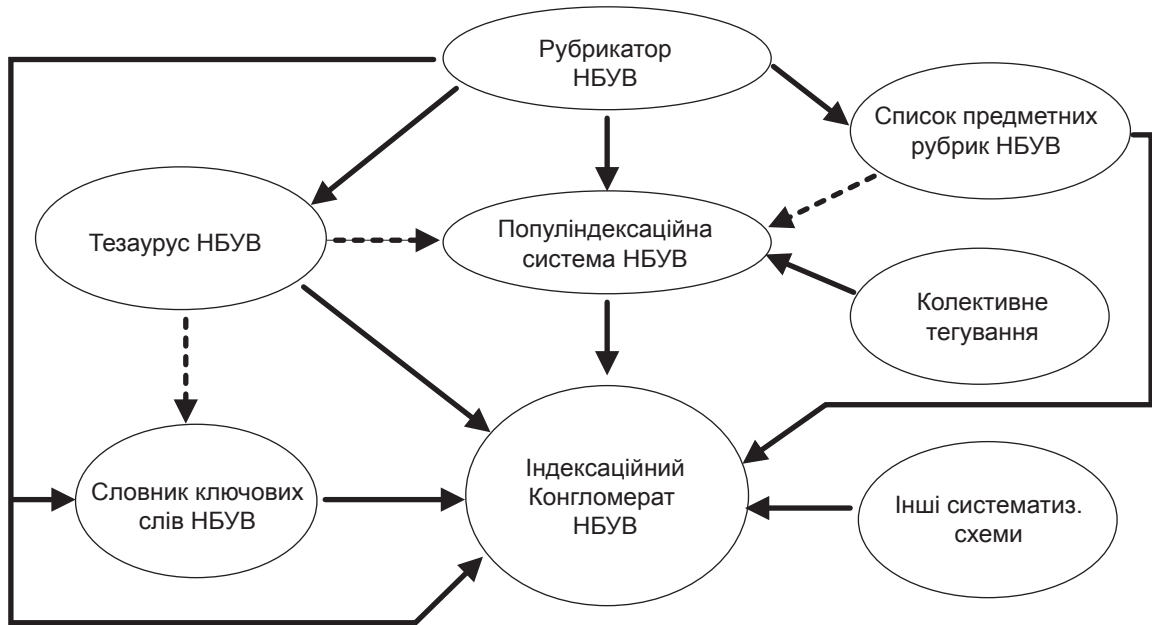 Рубрикатор
НБУВ
Список предметних
рубрик НБУВ
Тезаурус НБУВ
Популіндексаційна
система НБУВ
Колективне
тегування
Словник ключових
слів НБУВ
Індексаційний
Конгломерат
НБУВ
Інші систематиз.
схеми